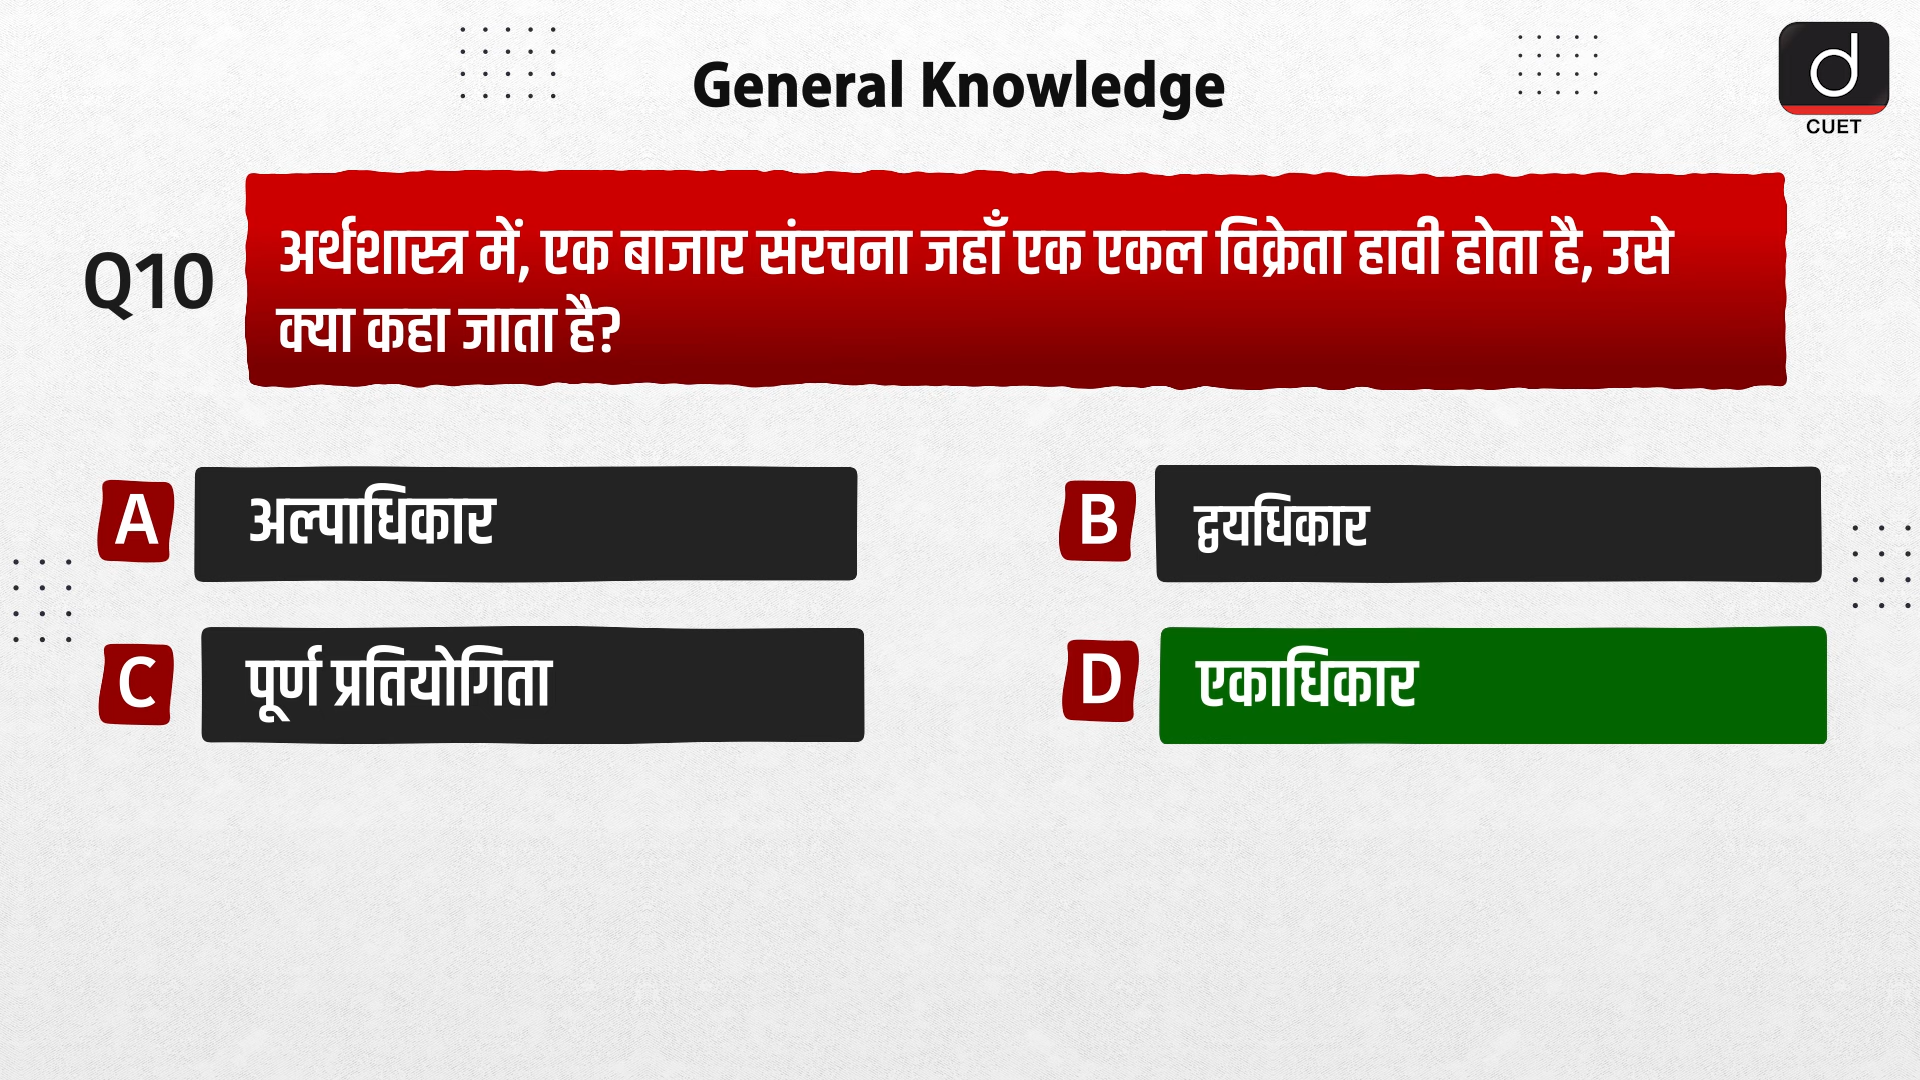 General Knowledge
d
CUET
Q10
अर्थशास्त्र में, एक बाजार संरचना जहाँ एक एकल विक्रेता हावी होता है, उसे
क्या कहा जाता है?
A
अल्पाधिकार
B
द्वयधिकार
C
पूर्ण प्रतियोगिता
D
एकाधिकार